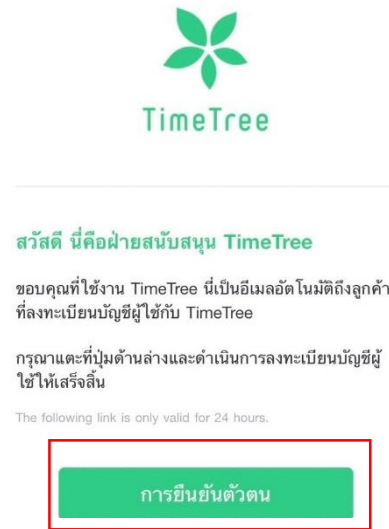 TimeTree
สวัสดี นี่คือฝ่ายสนับสนุน TimeTree
ขอบคุณที่ใช้งาน TimeTree นี่เป็นอีเมลอัตโนมัติถึงลูกค้า
ที่ลงทะเบียนบัญชีผู้ใช้กับ TimeTree
กรุณาแตะที่ปุ่มด้านล่างและดำเนินการลงทะเบียนบัญชีผู้
ใช้ให้เสร็จสิ้น
The following link is only valid for 24 hours.
การยืนยันตัวตน